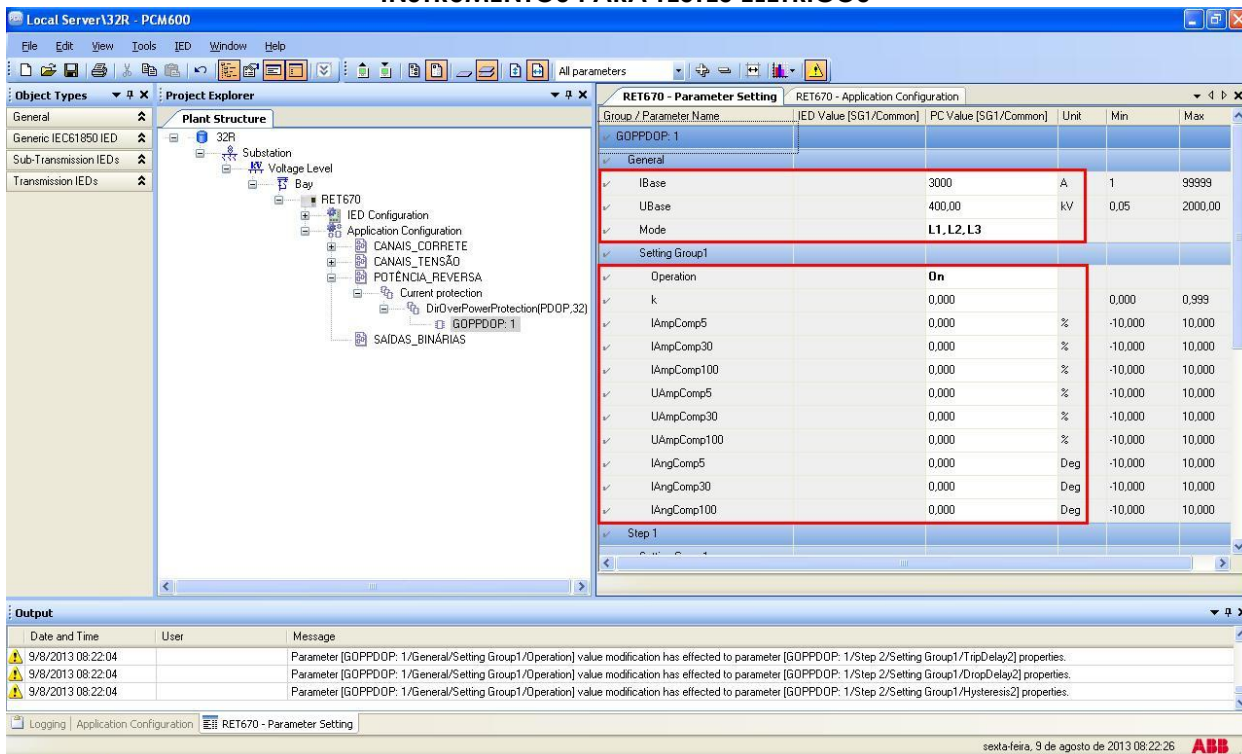 INSTRUMENTOS PARA TESTES ELÉTRICOS
Local Server\32R - PCM600
File Edit View Tools IED Window Help
All parameters
Object Types
General
Generic IEC61850 IED
Sub-Transmission IEDs
Transmission IEDs
Project Explorer
Plant Structure
32R
Substation
Voltage Level
Bay
RET670
IED Configuration
Application Configuration
CANAIS_CORRETE
CANAIS_TENSÃO
POTÊNCIA_REVERSA
Current protection
DirOverPowerProtection(PDOP,32)
GOPPDOP: 1
SAÍDAS_BINÁRIAS
RET670 - Parameter Setting RET670 - Application Configuration
Group / Parameter Name IED Value [SG1/Common] PC Value [SG1/Common] Unit Min Max
GOPPDOP: 1
General
IBase 3000 A 1 99999
UBase 400,00 kV 0,05 2000,00
Mode L1, L2, L3
Setting Group1
Operation On
k 0,000 0,000 0,999
IAmpComp5 0,000 % -10,000 10,000
IAmpComp30 0,000 % -10,000 10,000
IAmpComp100 0,000 % -10,000 10,000
UAmpComp5 0,000 % -10,000 10,000
UAmpComp30 0,000 % -10,000 10,000
UAmpComp100 0,000 % -10,000 10,000
IAngComp5 0,000 Deg -10,000 10,000
IAngComp30 0,000 Deg -10,000 10,000
IAngComp100 0,000 Deg -10,000 10,000
Step 1
Output
Date and Time User Message
9/8/2013 08:22:04 Parameter [GOPPDOP: 1/General/Setting Group1/Operation] value modification has effected to parameter [GOPPDOP: 1/Step 2/Setting Group1/TripDelay2] properties.
9/8/2013 08:22:04 Parameter [GOPPDOP: 1/General/Setting Group1/Operation] value modification has effected to parameter [GOPPDOP: 1/Step 2/Setting Group1/DropDelay2] properties.
9/8/2013 08:22:04 Parameter [GOPPDOP: 1/General/Setting Group1/Operation] value modification has effected to parameter [GOPPDOP: 1/Step 2/Setting Group1/Hysteresis2] properties.
Logging Application Configuration RET670 - Parameter Setting
sexta-feira, 9 de agosto de 2013 08:22:26 ABB